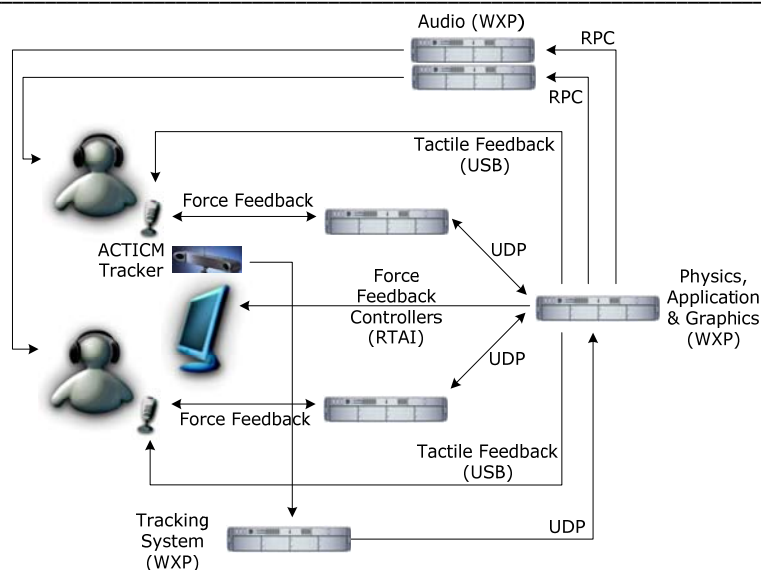 Audio (WXP)
RPC
RPC
Tactile Feedback
(USB)
Force Feedback
UDP
ACTICM
Tracker
Force
Feedback
Controllers
(RTAI)
Physics,
Application
& Graphics
(WXP)
UDP
Force Feedback
Tactile Feedback
(USB)
Tracking
System
(WXP)
UDP